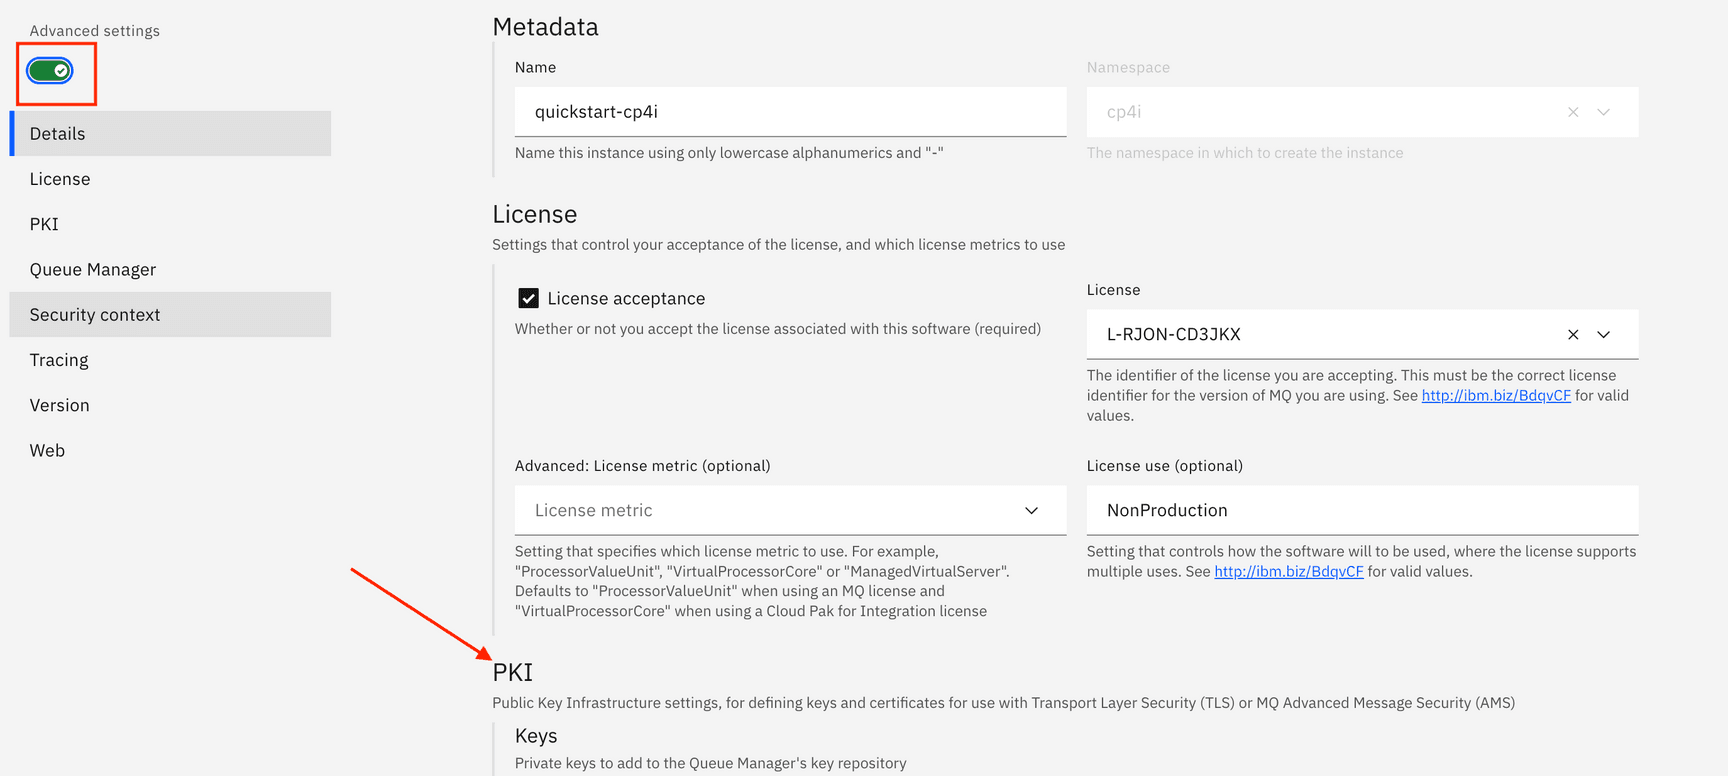 Advanced settings
Details
License
PKI
Queue Manager
Security context
Tracing
Version
Web
Metadata
Name
quickstart-cp4i
Name this instance using only lowercase alphanumerics and "-"
Namespace
cp4i
The namespace in which to create the instance
License
Settings that control your acceptance of the license, and which license metrics to use
License acceptance
Whether or not you accept the license associated with this software (required)
License
L-RJON-CD3JKX
The identifier of the license you are accepting. This must be the correct license
identifier for the version of MQ you are using. See http://ibm.biz/BdqvCF for valid
values.
Advanced: License metric (optional)
License metric
Setting that specifies which license metric to use. For example,
"ProcessorValueUnit", "VirtualProcessorCore" or "ManagedVirtualServer".
Defaults to "ProcessorValueUnit" when using an MQ license and
"VirtualProcessorCore" when using a Cloud Pak for Integration license
License use (optional)
NonProduction
Setting that controls how the software will to be used, where the license supports
multiple uses. See http://ibm.biz/BdqvCF for valid values.
PKI
Public Key Infrastructure settings, for defining keys and certificates for use with Transport Layer Security (TLS) or MQ Advanced Message Security (AMS)
Keys
Private keys to add to the Queue Manager's key repository